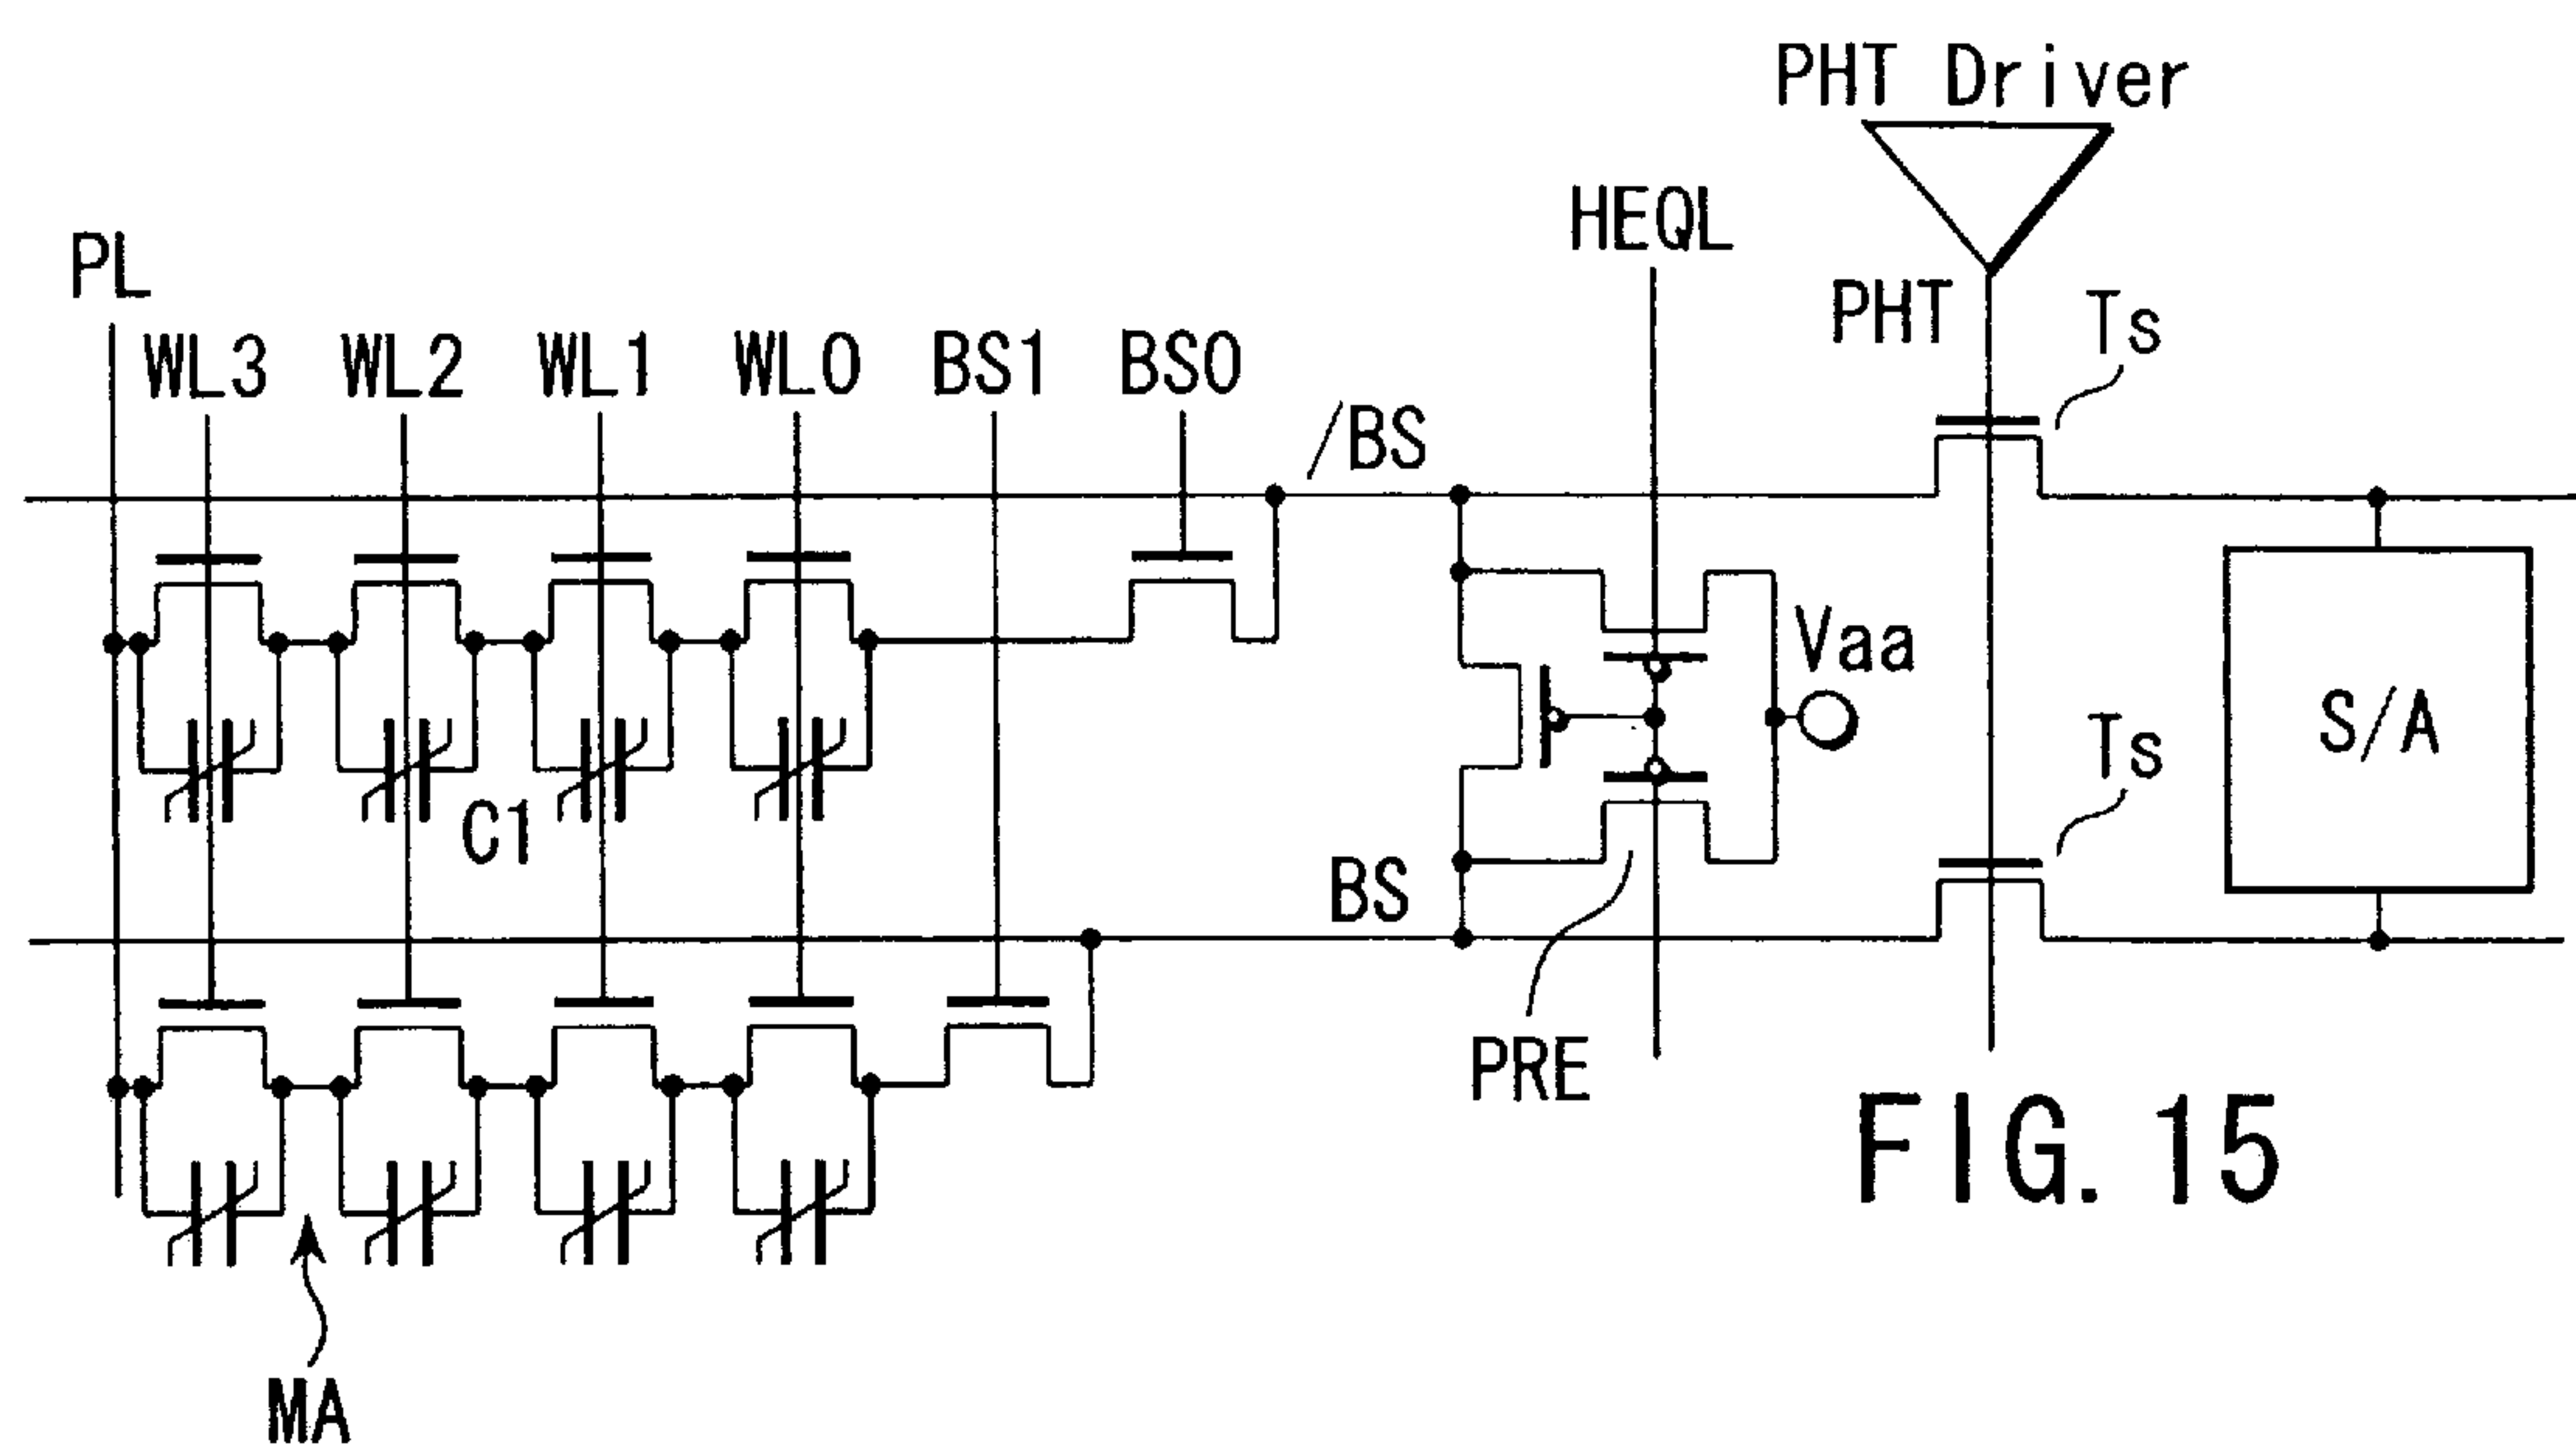 PHT Driver
HEQL
PL
PHT
Ts
WL3 WL2 WL1 WL0 BS1 BS0
/BS
Vaa
S/A
Ts
C1
BS
PRE
FIG. 15
MA